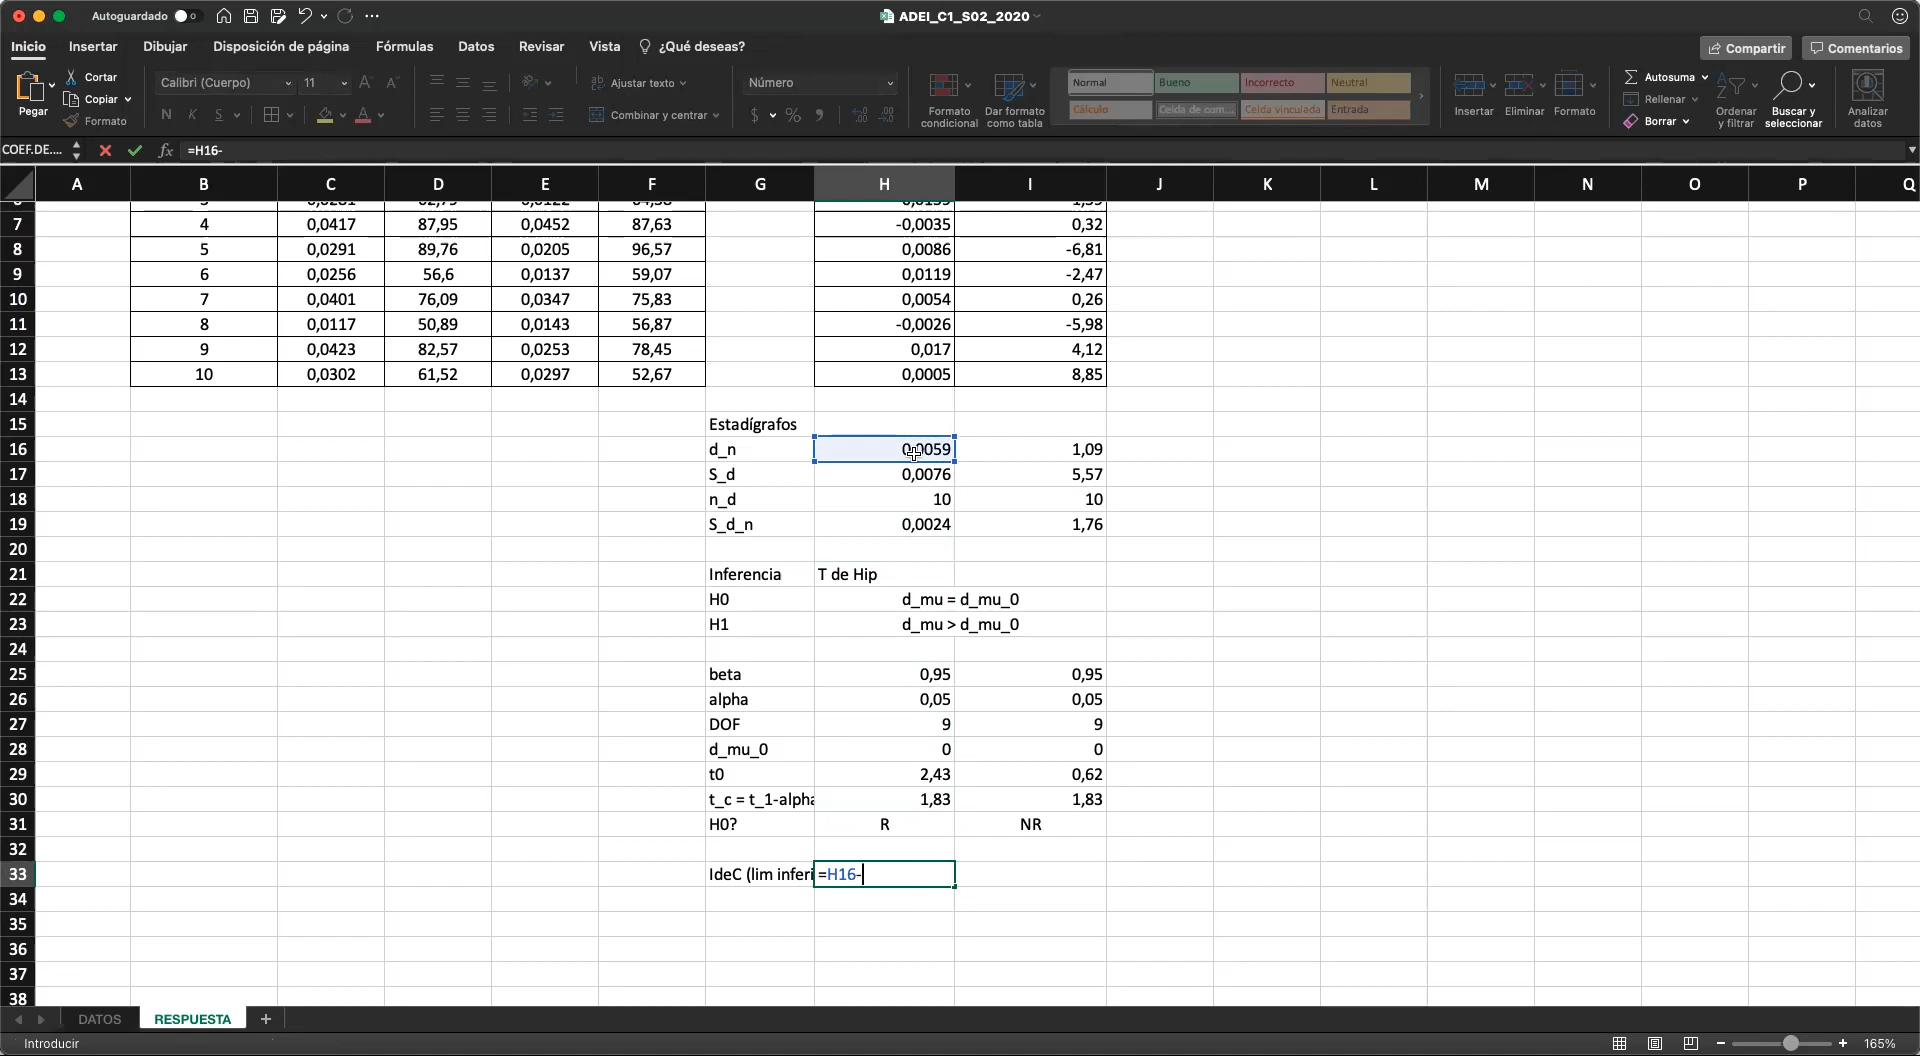 Autoguardado
ADEI_C1_S02_2020
Inicio Insertar Dibujar Disposición de página Fórmulas Datos Revisar Vista ¿Qué deseas? Compartir Comentarios
Pegar Cortar Copiar Formato
Calibri (Cuerpo) 11 N K S
Ajustar texto
Combinar y centrar
Número
$ % 
Formato condicional
Dar formato como tabla
Normal Bueno Incorrecto Neutral
Cálculo Celda de com... Celda vinculada Entrada
Insertar Eliminar Formato
Autosuma
Rellenar
Borrar
Ordenar y filtrar
Buscar y seleccionar
Analizar datos
COEF.DE.... fx =H16-
A B C D E F G H I J K L M N O P Q
7 4 0,0417 87,95 0,0452 87,63 -0,0035 0,32
8 5 0,0291 89,76 0,0205 96,57 0,0086 -6,81
9 6 0,0256 56,6 0,0137 59,07 0,0119 -2,47
10 7 0,0401 76,09 0,0347 75,83 0,0054 0,26
11 8 0,0117 50,89 0,0143 56,87 -0,0026 -5,98
12 9 0,0423 82,57 0,0253 78,45 0,017 4,12
13 10 0,0302 61,52 0,0297 52,67 0,0005 8,85
14
15 Estadígrafos
16 d_n 0,0059 1,09
17 S_d 0,0076 5,57
18 n_d 10 10
19 S_d_n 0,0024 1,76
20
21 Inferencia T de Hip
22 H0 d_mu = d_mu_0
23 H1 d_mu > d_mu_0
24
25 beta 0,95 0,95
26 alpha 0,05 0,05
27 DOF 9 9
28 d_mu_0 0 0
29 t0 2,43 0,62
30 t_c = t_1-alpha 1,83 1,83
31 H0? R NR
32
33 IdeC (lim inferi =H16-
34
35
36
37
38
DATOS RESPUESTA +
Introducir 165%